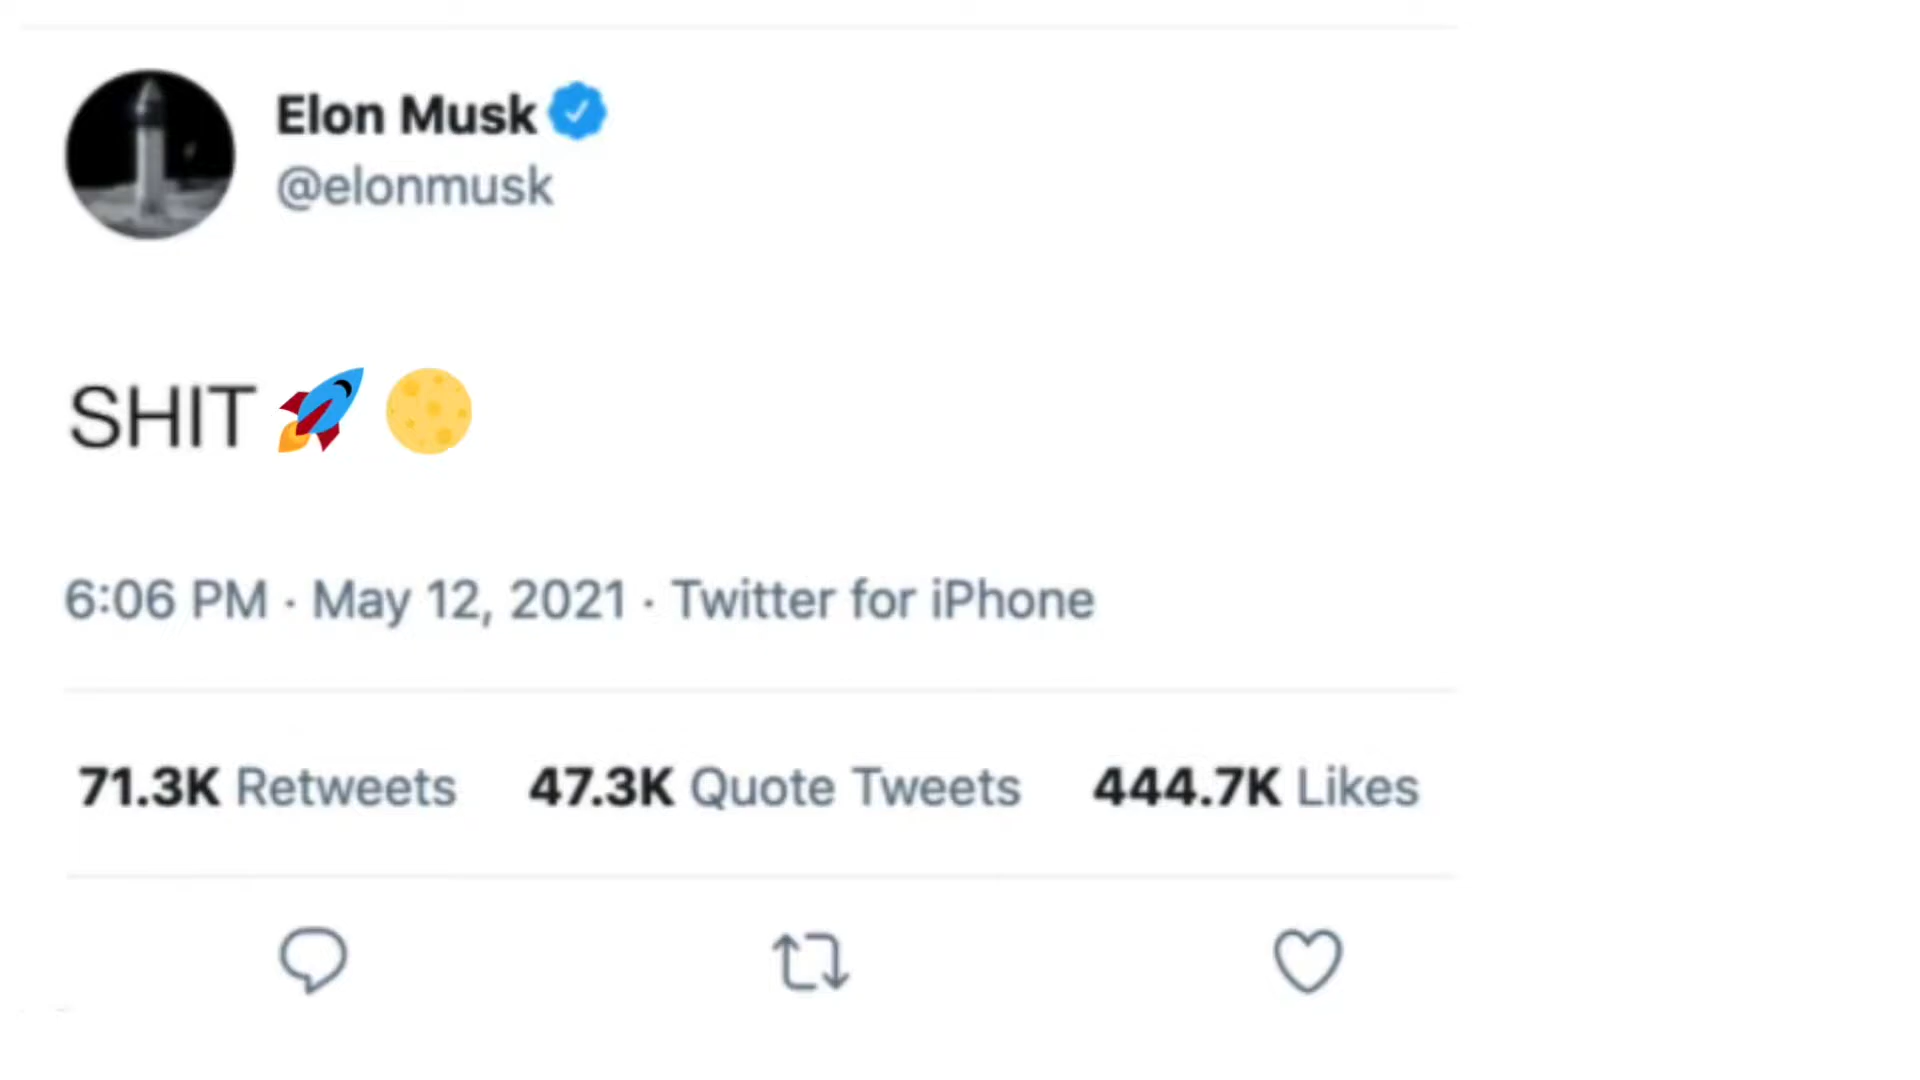 Elon Musk
@elonmusk
SHIT 🚀 🌕
6:06 PM · May 12, 2021 · Twitter for iPhone
71.3K Retweets 47.3K Quote Tweets 444.7K Likes